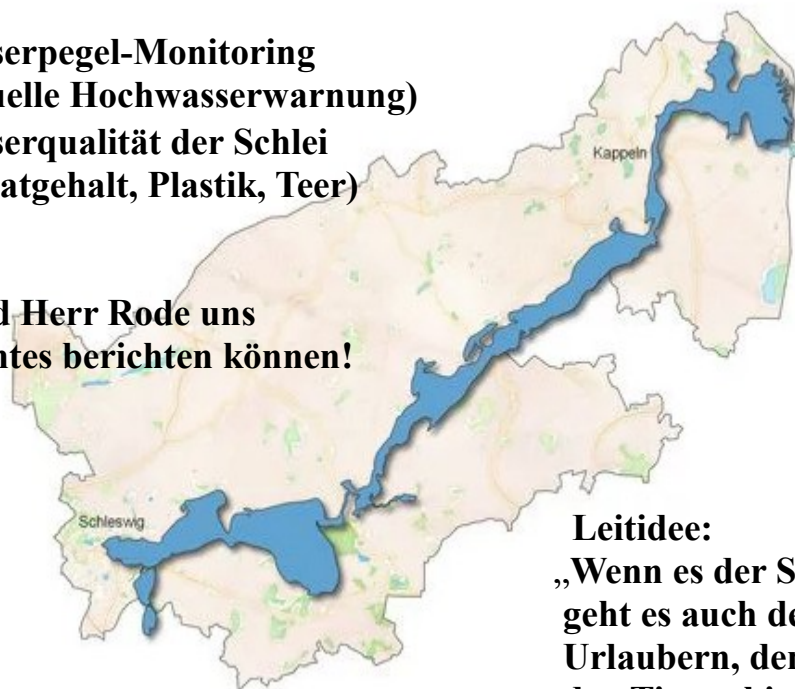 serpegel-Monitoring
uelle Hochwasserwarnung)
serqualität der Schlei
atgehalt, Plastik, Teer)
Kappeln
d Herr Rode uns
ntes berichten können!
Schleswig
Leitidee:
„Wenn es der S
geht es auch de
Urlaubern, der